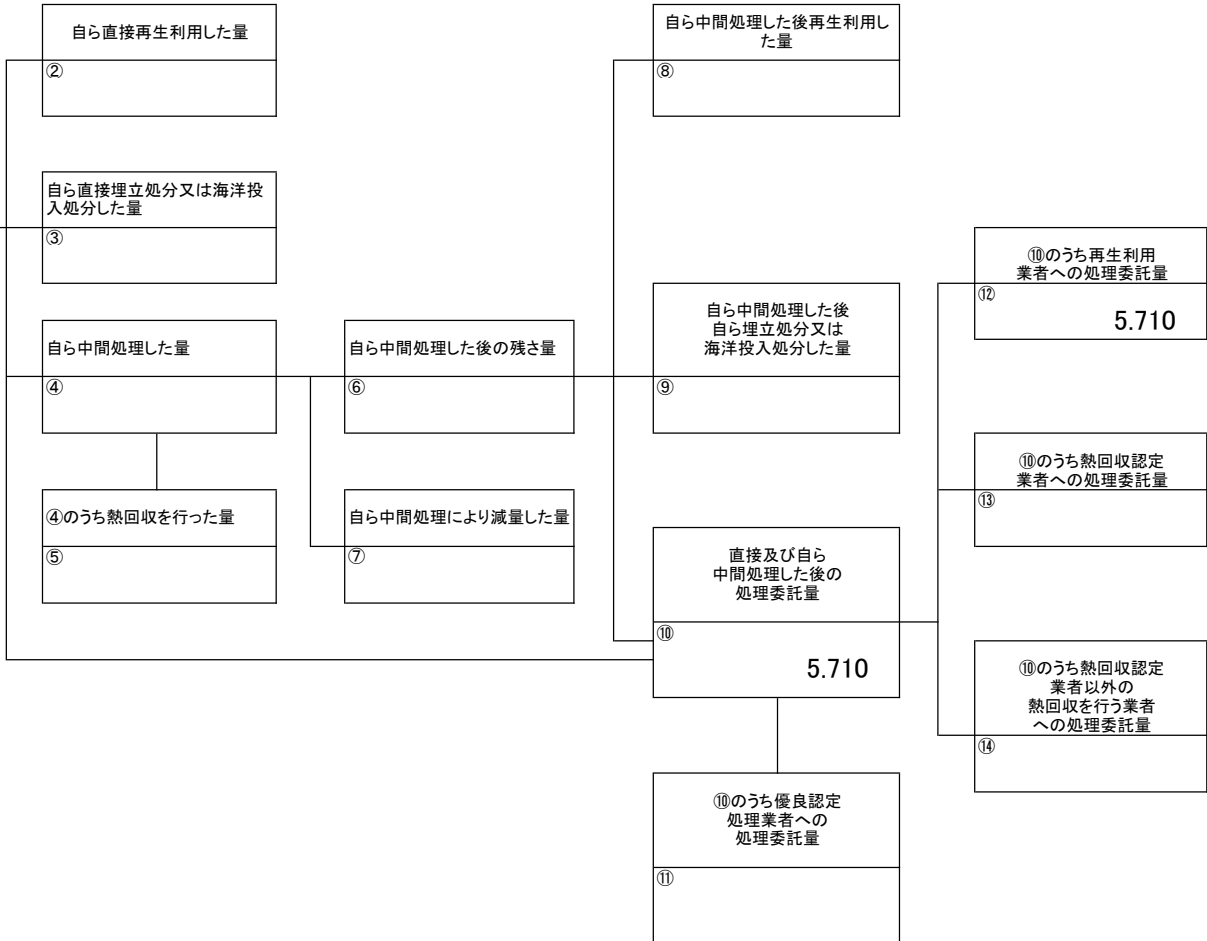 自ら直接再生利用した量
②
自ら直接埋立処分又は海洋投
入処分した量
③
自ら中間処理した量
④
④のうち熱回収を行った量
⑤
自ら中間処理した後の残さ量
⑥
自ら中間処理により減量した量
⑦
自ら中間処理した後再生利用し
た量
⑧
自ら中間処理した後
自ら埋立処分又は
海洋投入処分した量
⑨
直接及び自ら
中間処理した後の
処理委託量
⑩
5.710
⑩のうち優良認定
処理業者への
処理委託量
⑪
⑩のうち再生利用
業者への処理委託量
⑫
5.710
⑩のうち熱回収認定
業者への処理委託量
⑬
⑩のうち熱回収認定
業者以外の
熱回収を行う業者
への処理委託量
⑭